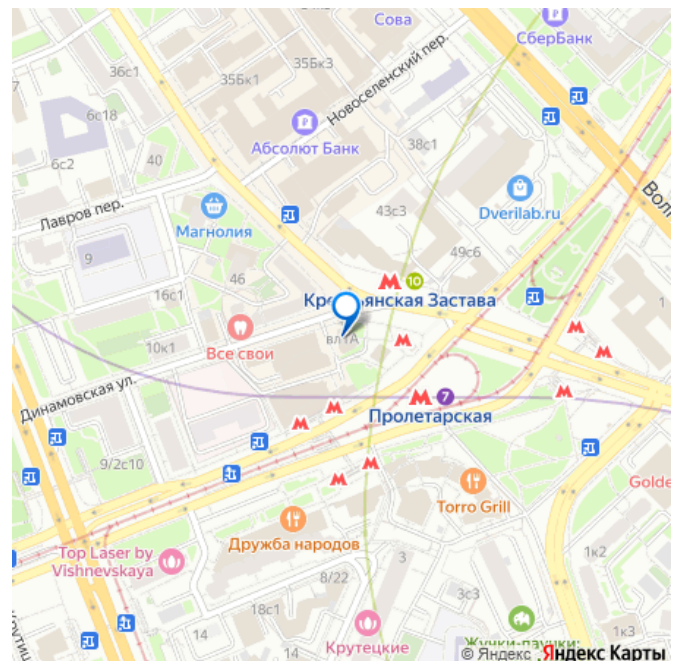 Сова
СберБанк
36с1
35Бк3
35Бк1
Новоселенский пер.
6с18
Абсолют Банк
38с1
6с2
40
Dverilab.ru
Лавров пер.
Магнолия
43с3
9
46
49с6
16с1
10
Все свои
10к1
1
Динамовская ул.
7
Пролетарская
9/2с10
Torro Grill
Дружба народов
Top Laser by
Vishnevskaya
8/22
3
1к2
3с3
18с1
14
14
Крутецкие
1к3
© Яндекс Яндекс Карты